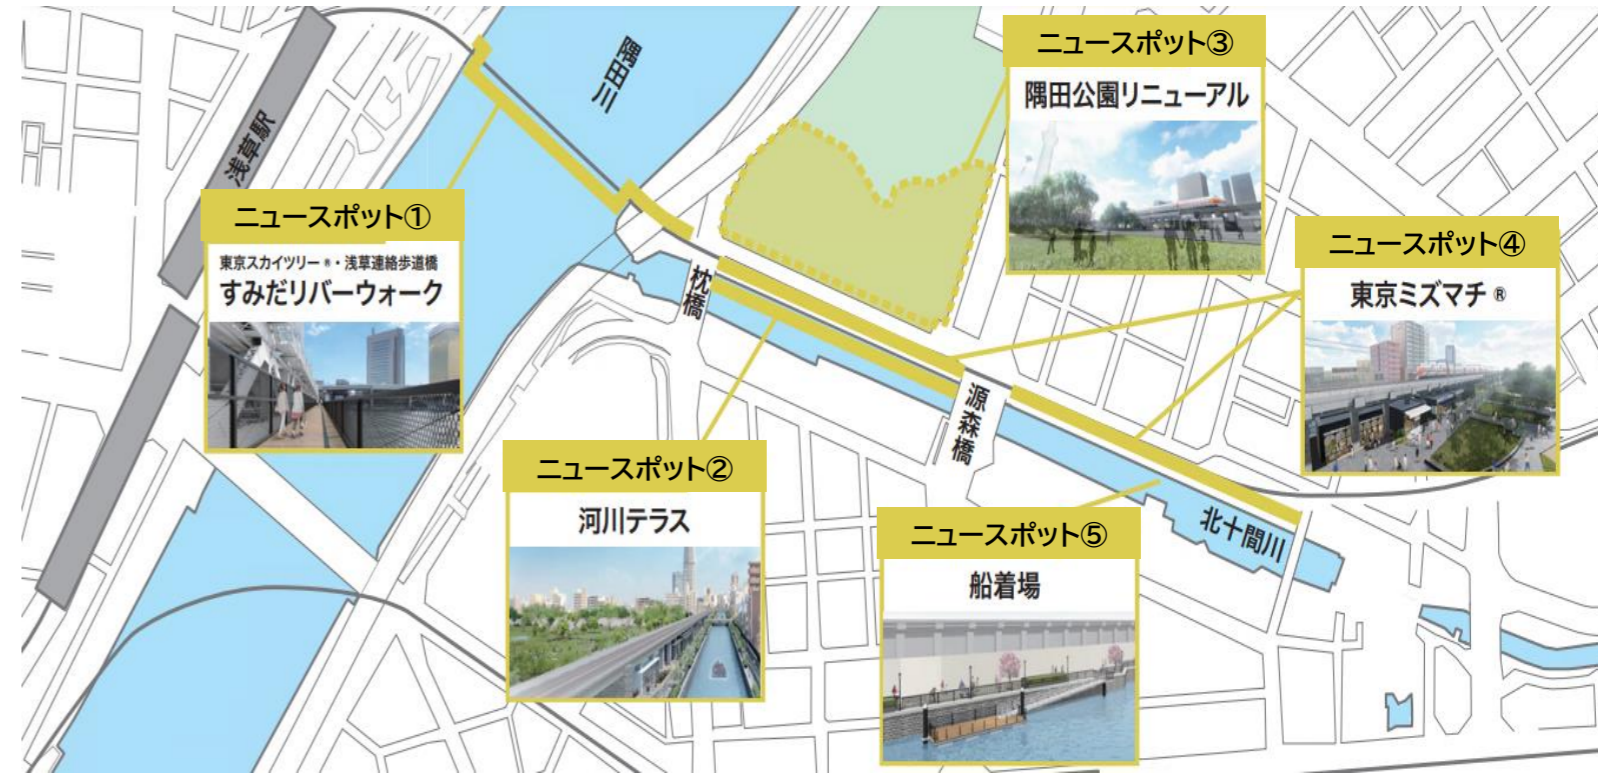 浅草駅
隅田川
ニュースポット①
東京スカイツリー®・浅草連絡歩道橋
すみだリバーウォーク
ニュースポット③
隅田公園リニューアル
ニュースポット④
東京ミズマチ®
枕橋
源森橋
ニュースポット②
河川テラス
ニュースポット⑤
船着場
北十間川